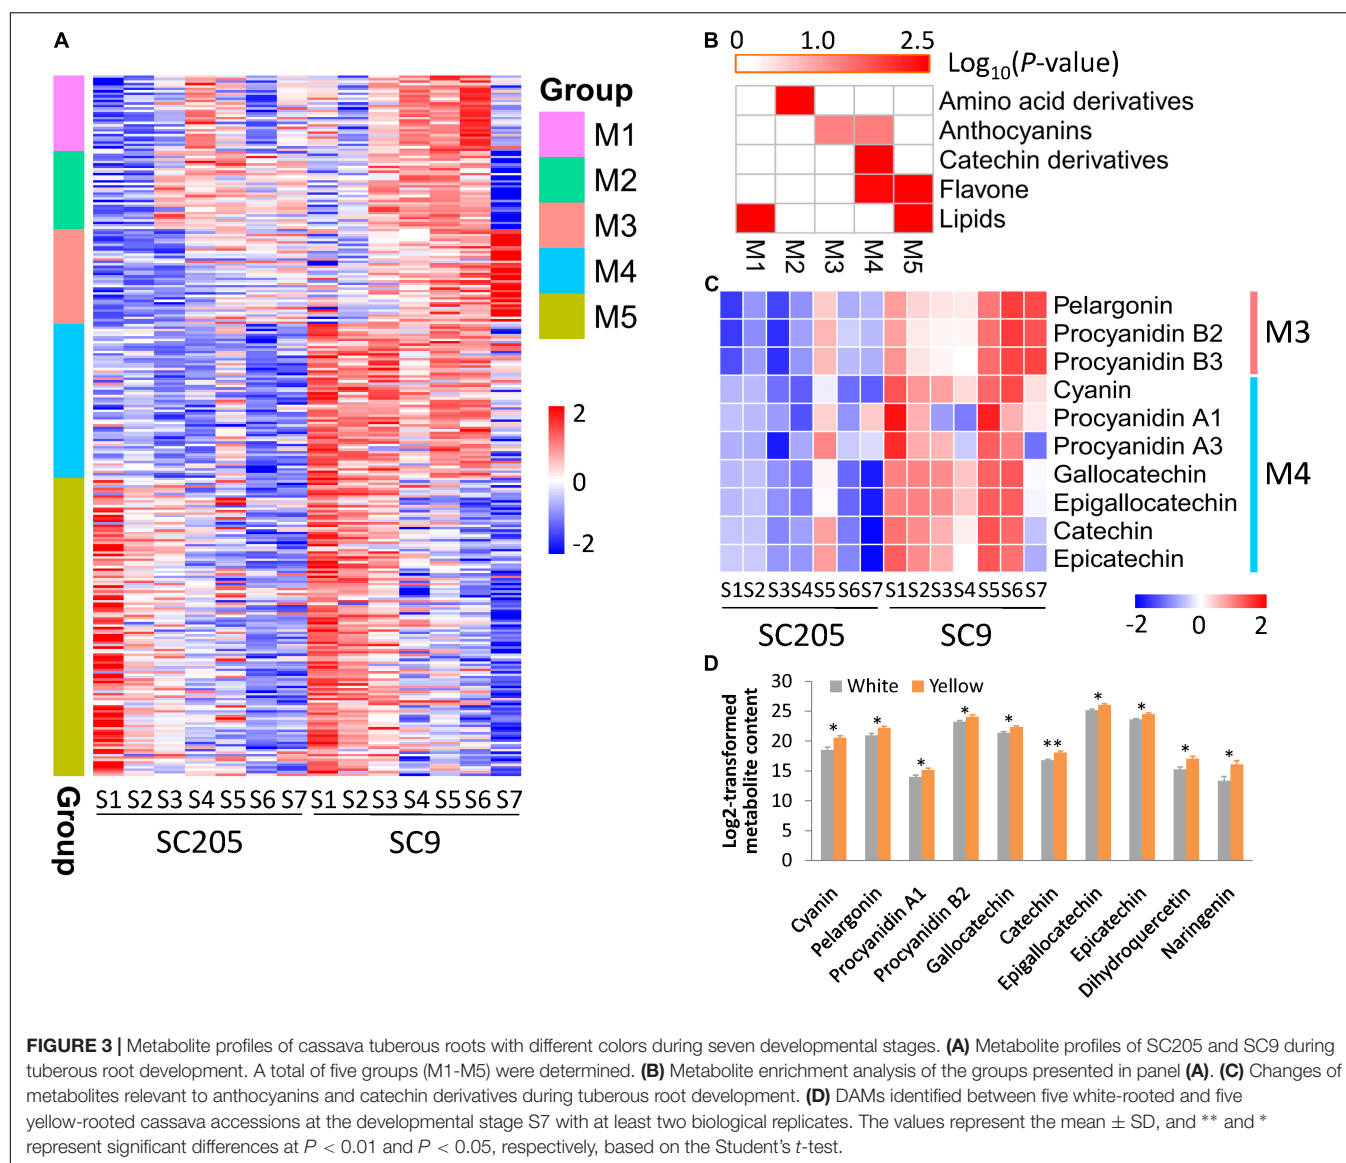 A
Group
M1
M2
M3
M4
M5
2
0
-2
Group
S1 S2 S3 S4 S5 S6 S7 S1 S2 S3 S4 S5 S6 S7
SC205 SC9
B
0 1.0 2.5
Log10(P-value)
Amino acid derivatives
Anthocyanins
Catechin derivatives
Flavone
Lipids
M1 M2 M3 M4 M5
C
Pelargonin
Procyanidin B2
Procyanidin B3
Cyanin
Procyanidin A1
Procyanidin A3
Gallocatechin
Epigallocatechin
Catechin
Epicatechin
M3
M4
S1 S2 S3 S4 S5 S6 S7 S1 S2 S3 S4 S5 S6 S7
SC205 SC9
-2 0 2
D
Log2-transformed
metabolite content
30
25
20
15
10
5
0
White Yellow
* * * * * ** * * * *
Cyanin
Pelargonin
Procyanidin A1
Procyanidin B2
Gallocatechin
Catechin
Epigallocatechin
Epicatechin
Dihydroquercetin
Naringenin
FIGURE 3 | Metabolite profiles of cassava tuberous roots with different colors during seven developmental stages. (A) Metabolite profiles of SC205 and SC9 during
tuberous root development. A total of five groups (M1-M5) were determined. (B) Metabolite enrichment analysis of the groups presented in panel (A). (C) Changes of
metabolites relevant to anthocyanins and catechin derivatives during tuberous root development. (D) DAMs identified between five white-rooted and five
yellow-rooted cassava accessions at the developmental stage S7 with at least two biological replicates. The values represent the mean ± SD, and ** and *
represent significant differences at P < 0.01 and P < 0.05, respectively, based on the Student's t-test.